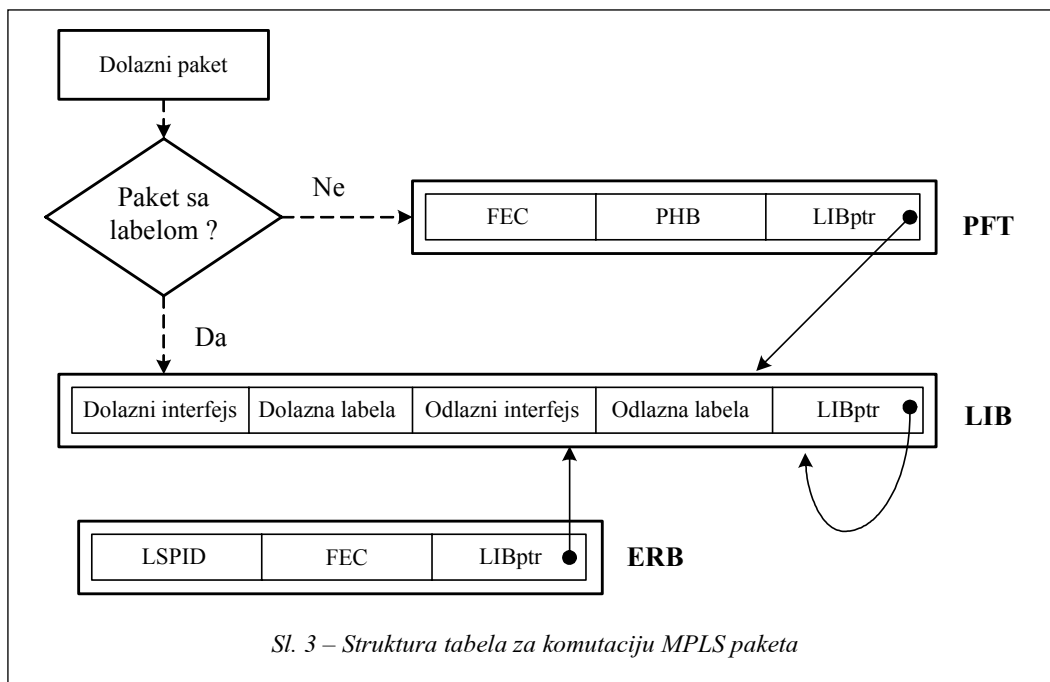 Dolazni paket
Paket sa
labelom ?
Ne
FEC PHB LIBptr
PFT
Da
Dolazni interfejs Dolazna labela Odlazni interfejs Odlazna labela LIBptr
LIB
LSPID FEC LIBptr
ERB
Sl. 3 – Struktura tabela za komutaciju MPLS paketa